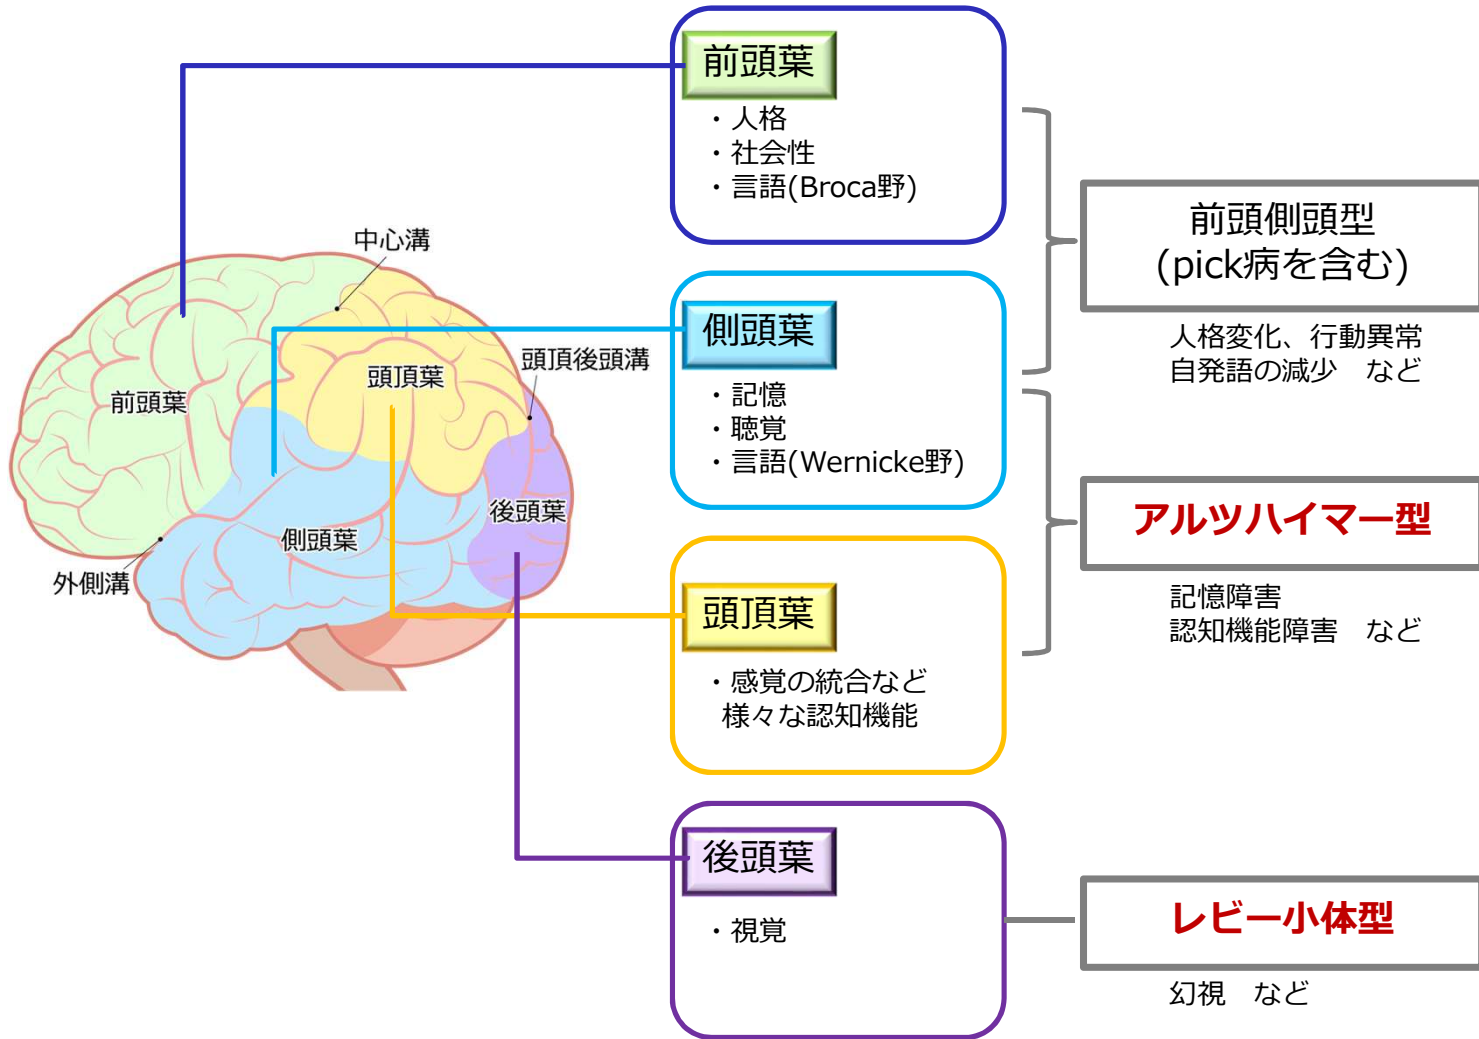 前頭葉
・人格
・社会性
・言語(Broca野)
前頭側頭型
(pick病を含む)
人格変化、行動異常
自発語の減少　など
中心溝
頭頂後頭溝
頭頂葉
前頭葉
後頭葉
側頭葉
外側溝
側頭葉
・記憶
・聴覚
・言語(Wernicke野)
アルツハイマー型
記憶障害
認知機能障害　など
頭頂葉
・感覚の統合など
様々な認知機能
後頭葉
・視覚
レビー小体型
幻視　など